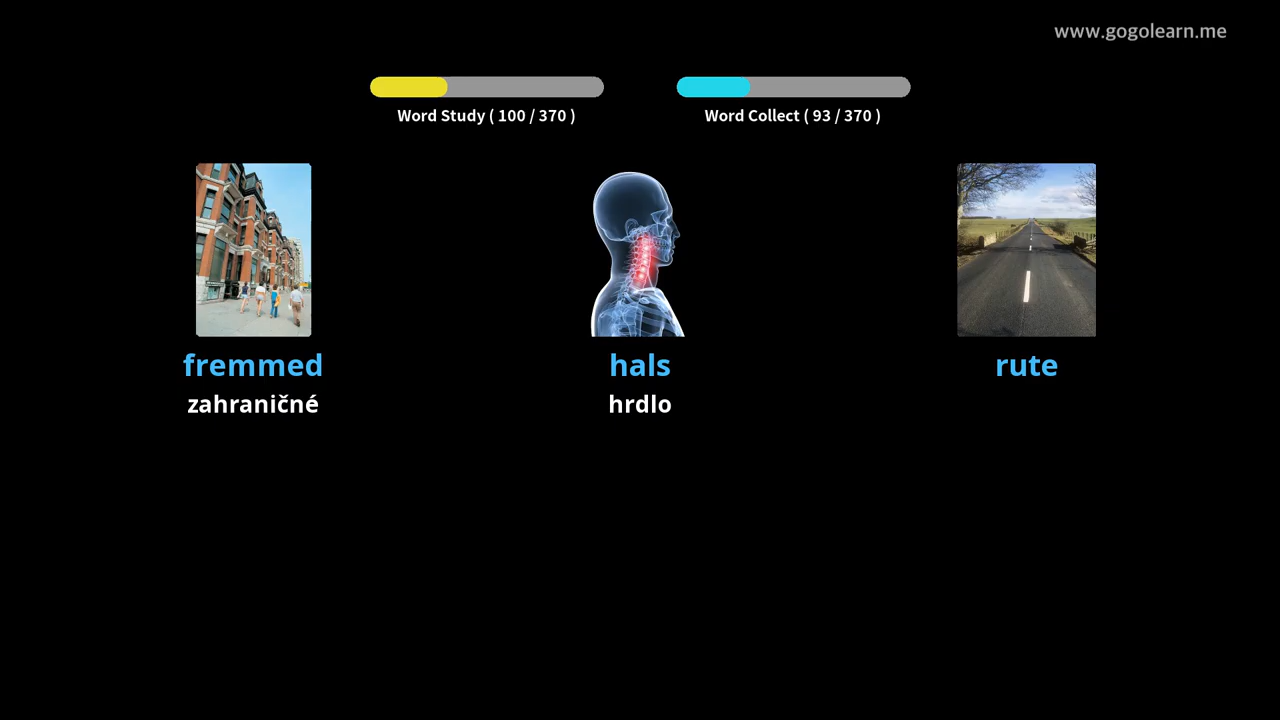 www.gogolearn.me
Word Study ( 100 / 370 )
Word Collect ( 93 / 370 )
fremmed
hals
rute
zahraničné
hrdlo